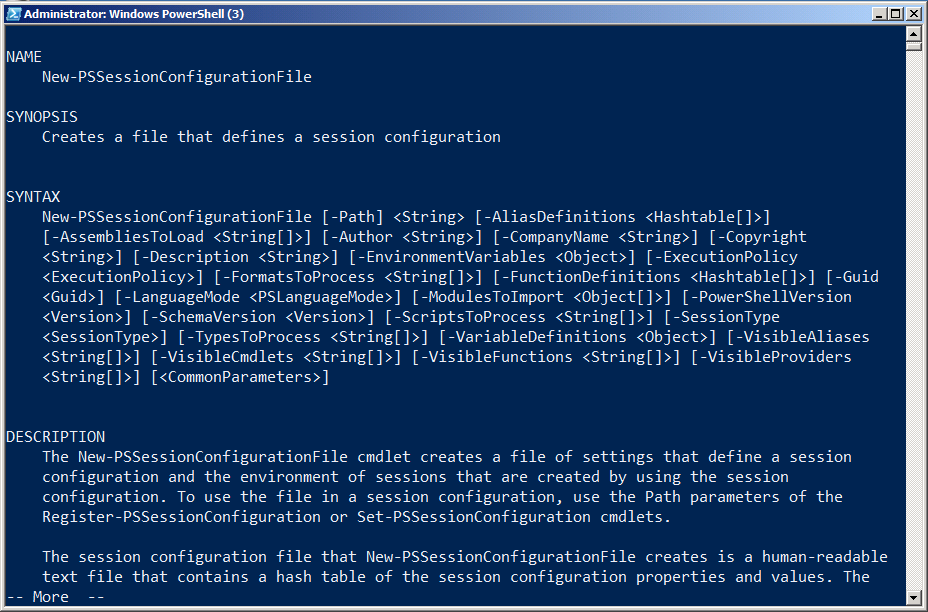 Administrator: Windows PowerShell (3)
NAME
New-PSSessionConfigurationFile
SYNOPSIS
Creates a file that defines a session configuration
SYNTAX
New-PSSessionConfigurationFile [-Path] <String> [-AliasDefinitions <Hashtable[]>]
[-AssembliesToLoad <String[]>] [-Author <String>] [-CompanyName <String>] [-Copyright
<String>] [-Description <String>] [-EnvironmentVariables <Object>] [-ExecutionPolicy
<ExecutionPolicy>] [-FormatsToProcess <String[]>] [-FunctionDefinitions <Hashtable[]>] [-Guid
<Guid>] [-LanguageMode <PSLanguageMode>] [-ModulesToImport <Object[]>] [-PowerShellVersion
<Version>] [-SchemaVersion <Version>] [-ScriptsToProcess <String[]>] [-SessionType
<SessionType>] [-TypesToProcess <String[]>] [-VariableDefinitions <Object>] [-VisibleAliases
<String[]>] [-VisibleCmdlets <String[]>] [-VisibleFunctions <String[]>] [-VisibleProviders
<String[]>] [<CommonParameters>]
DESCRIPTION
The New-PSSessionConfigurationFile cmdlet creates a file of settings that define a session
configuration and the environment of sessions that are created by using the session
configuration. To use the file in a session configuration, use the Path parameters of the
Register-PSSessionConfiguration or Set-PSSessionConfiguration cmdlets.
The session configuration file that New-PSSessionConfigurationFile creates is a human-readable
text file that contains a hash table of the session configuration properties and values. The
-- More  --